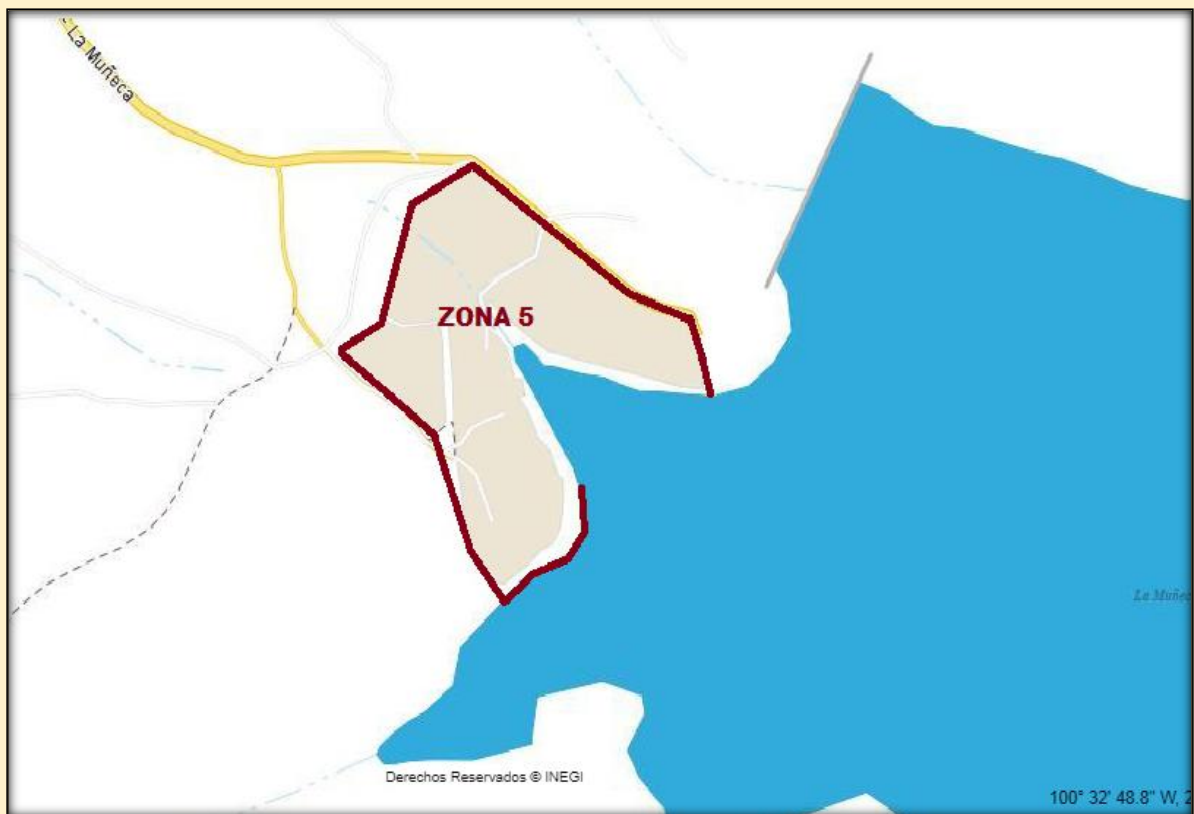 La Muñeca
ZONA 5
La Muñec
Derechos Reservados © INEGI
100° 32' 48.8" W, 2